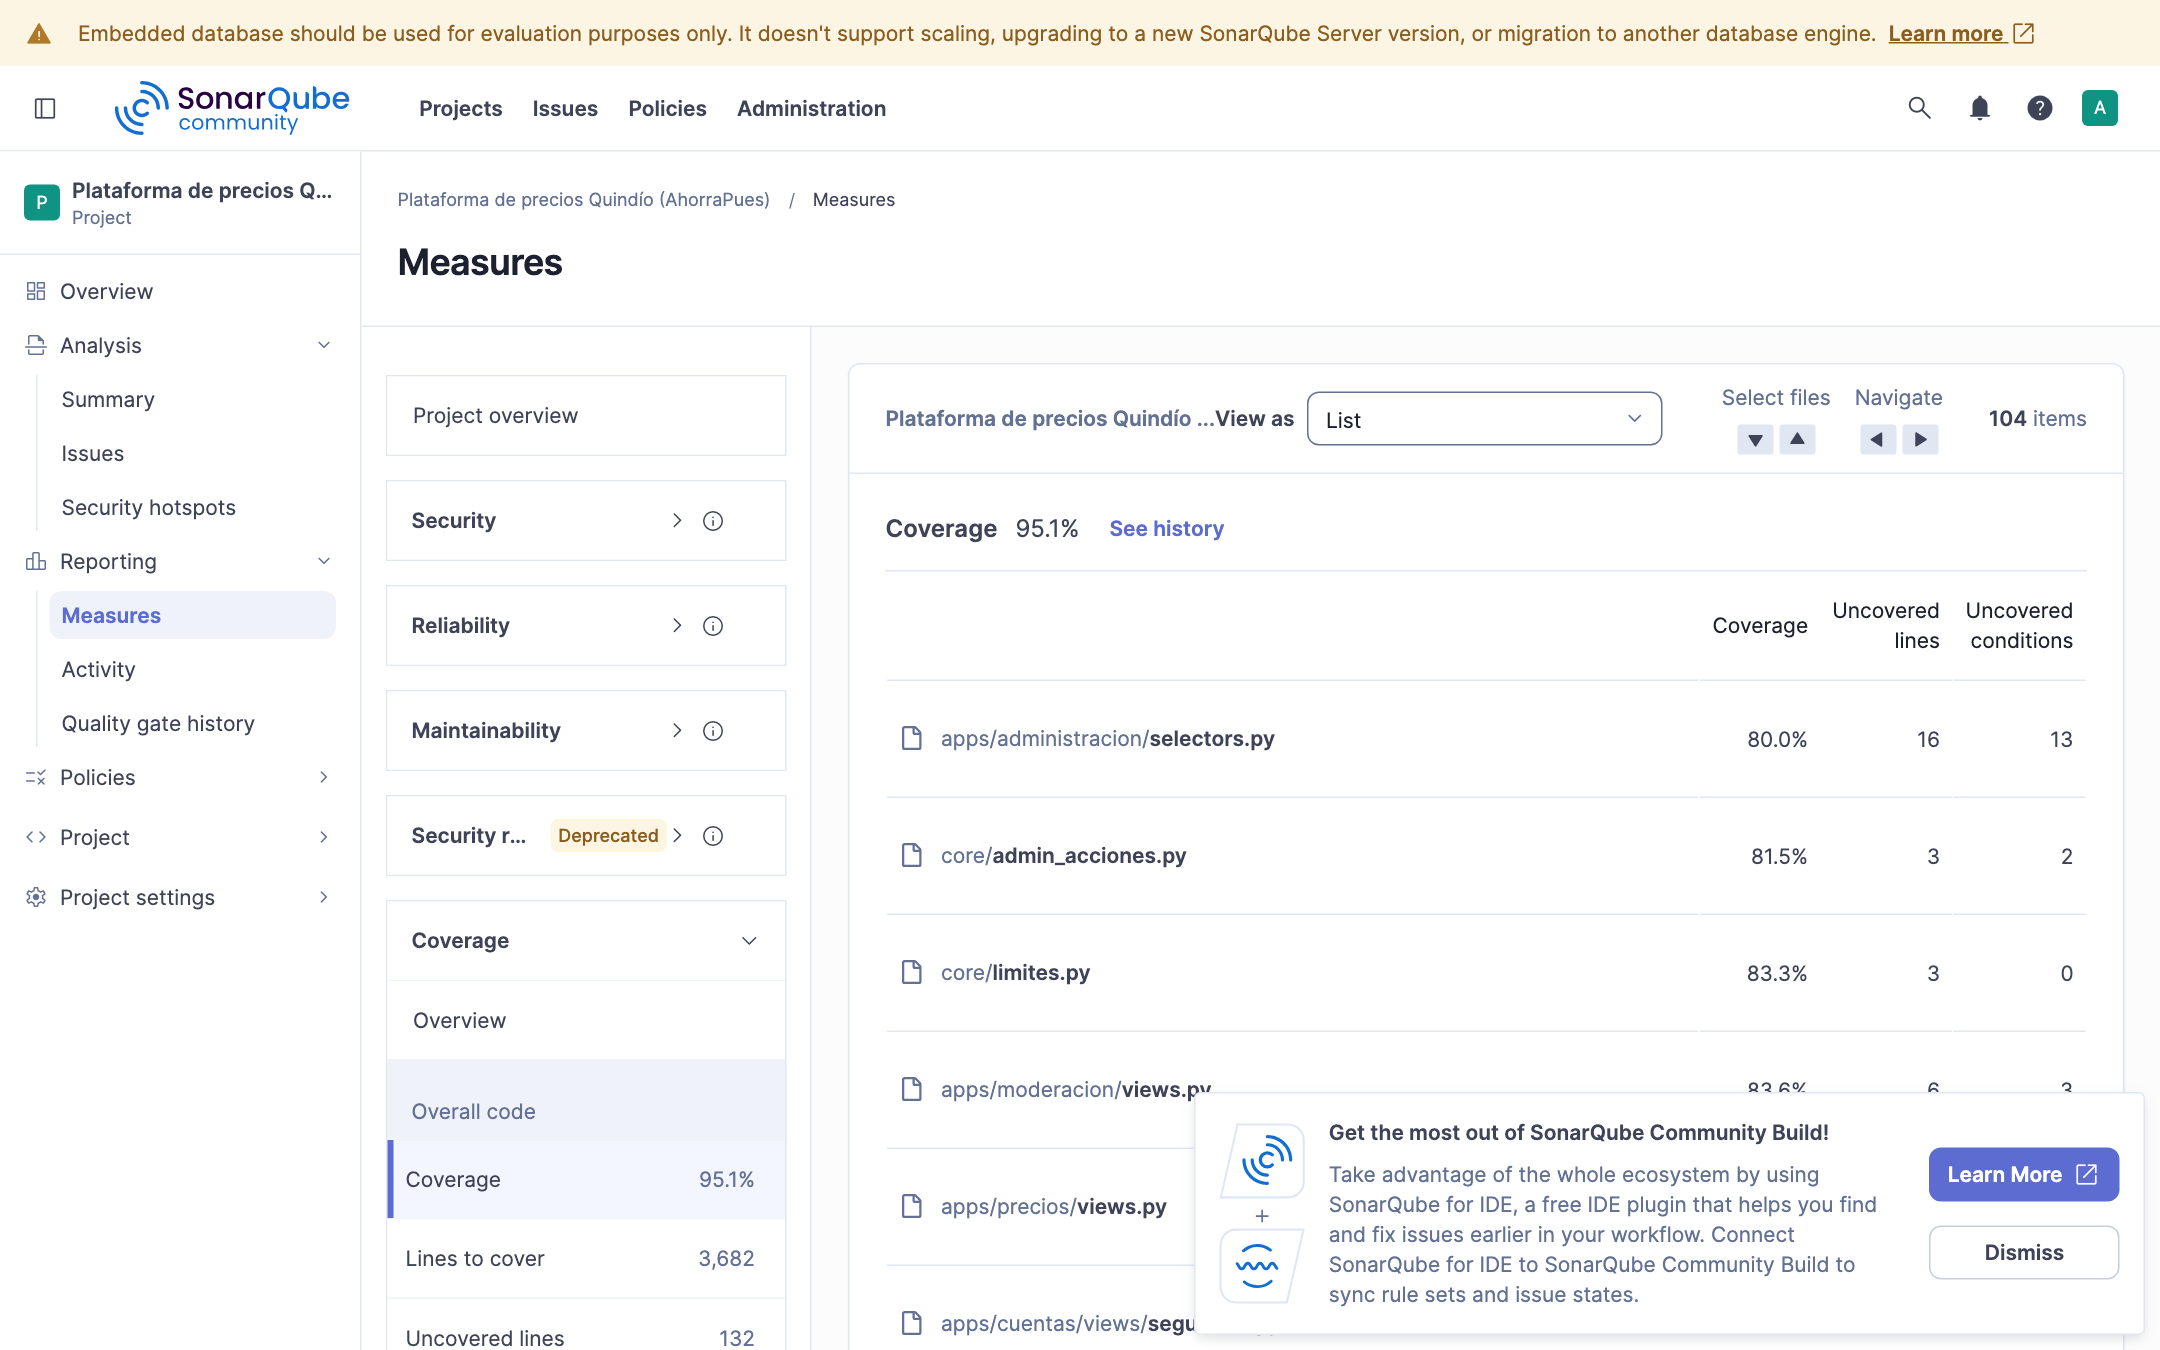 Embedded database should be used for evaluation purposes only. It doesn't support scaling, upgrading to a new SonarQube Server version, or migration to another database engine. Learn more
SonarQube
community
Projects
Issues
Policies
Administration
?
A
P
Plataforma de precios Q...
Project
Overview
Analysis
Summary
Issues
Security hotspots
Reporting
Measures
Activity
Quality gate history
Policies
Project
Project settings
Plataforma de precios Quindío (AhorraPues) / Measures
Measures
Project overview
Security
Reliability
Maintainability
Security r... Deprecated
Coverage
Overview
Overall code
Coverage 95.1%
Lines to cover 3,682
Uncovered lines 132
Plataforma de precios Quindío ... View as List
Select files
Navigate
104 items
Coverage 95.1% See history
Coverage Uncovered lines Uncovered conditions
apps/administracion/selectors.py 80.0% 16 13
core/admin_acciones.py 81.5% 3 2
core/limites.py 83.3% 3 0
apps/moderacion/views.py 83.6% 6 3
apps/precios/views.py
apps/cuentas/views/segu
Get the most out of SonarQube Community Build!
Take advantage of the whole ecosystem by using
SonarQube for IDE, a free IDE plugin that helps you find
and fix issues earlier in your workflow. Connect
SonarQube for IDE to SonarQube Community Build to
sync rule sets and issue states.
+
Learn More
Dismiss